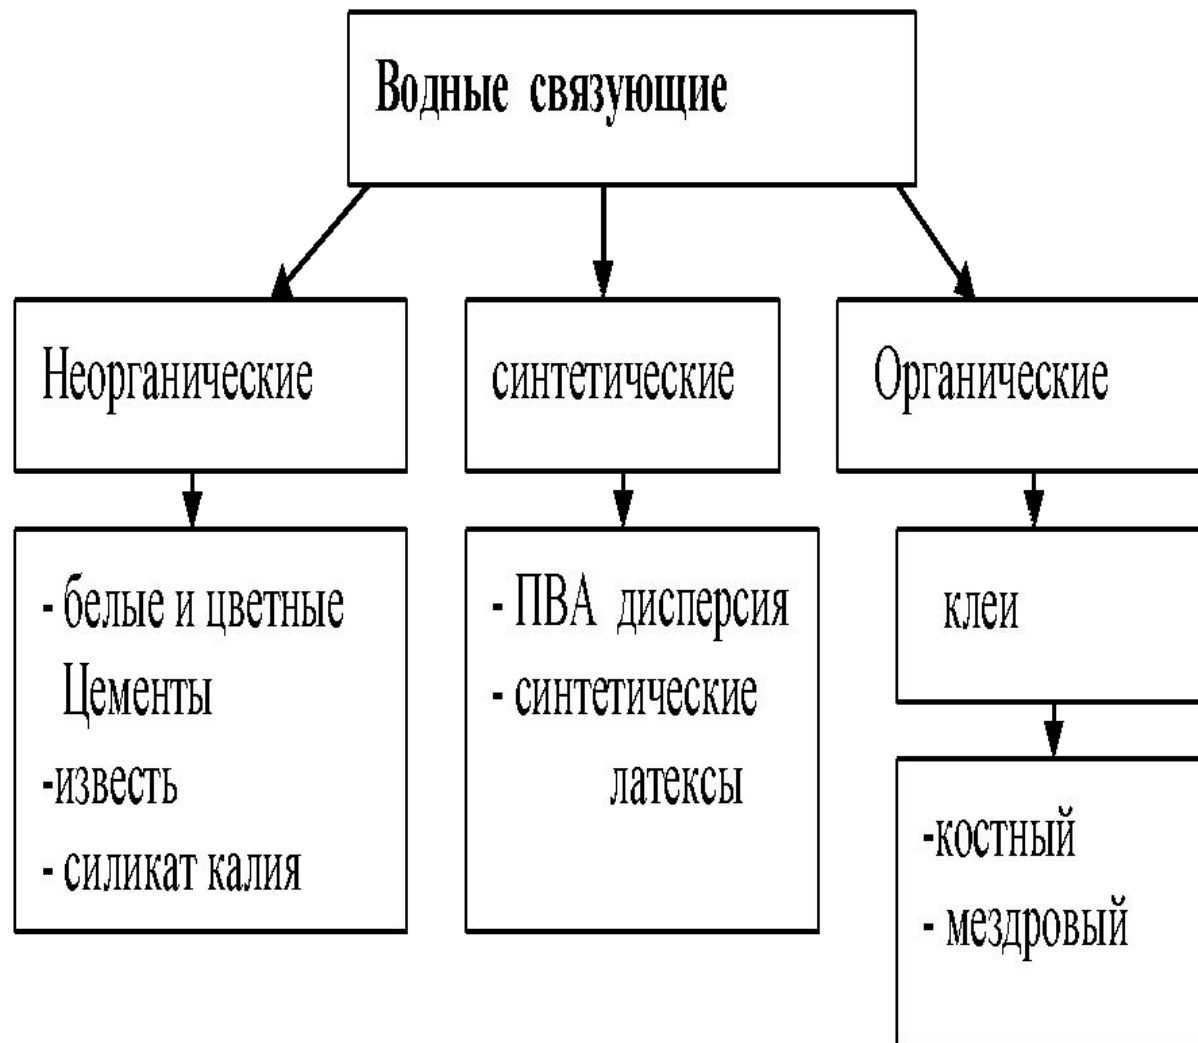 Водные связующие
Неорганические
синтетические
Органические
- белые и цветные
Цементы
-известь
- силикат калия
- ПВА дисперсия
- синтетические
латексы
клеи
-костный
- мездровый